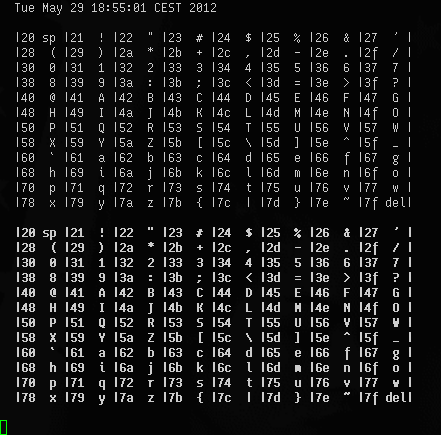 Tue May 29 18:55:01 CEST 2012
|20 sp |21  ! |22  " |23  # |24  $ |25  % |26  & |27  ' |
|28  ( |29  ) |2a  * |2b  + |2c  , |2d  - |2e  . |2f  / |
|30  0 |31  1 |32  2 |33  3 |34  4 |35  5 |36  6 |37  7 |
|38  8 |39  9 |3a  : |3b  ; |3c  < |3d  = |3e  > |3f  ? |
|40  @ |41  A |42  B |43  C |44  D |45  E |46  F |47  G |
|48  H |49  I |4a  J |4b  K |4c  L |4d  M |4e  N |4f  O |
|50  P |51  Q |52  R |53  S |54  T |55  U |56  V |57  W |
|58  X |59  Y |5a  Z |5b  [ |5c  \ |5d  ] |5e  ^ |5f  _ |
|60  ` |61  a |62  b |63  c |64  d |65  e |66  f |67  g |
|68  h |69  i |6a  j |6b  k |6c  l |6d  m |6e  n |6f  o |
|70  p |71  q |72  r |73  s |74  t |75  u |76  v |77  w |
|78  x |79  y |7a  z |7b  { |7c  | |7d  } |7e  ~ |7f del|
|20 sp |21  ! |22  " |23  # |24  $ |25  % |26  & |27  ' |
|28  ( |29  ) |2a  * |2b  + |2c  , |2d  - |2e  . |2f  / |
|30  0 |31  1 |32  2 |33  3 |34  4 |35  5 |36  6 |37  7 |
|38  8 |39  9 |3a  : |3b  ; |3c  < |3d  = |3e  > |3f  ? |
|40  @ |41  A |42  B |43  C |44  D |45  E |46  F |47  G |
|48  H |49  I |4a  J |4b  K |4c  L |4d  M |4e  N |4f  O |
|50  P |51  Q |52  R |53  S |54  T |55  U |56  V |57  W |
|58  X |59  Y |5a  Z |5b  [ |5c  \ |5d  ] |5e  ^ |5f  _ |
|60  ` |61  a |62  b |63  c |64  d |65  e |66  f |67  g |
|68  h |69  i |6a  j |6b  k |6c  l |6d  m |6e  n |6f  o |
|70  p |71  q |72  r |73  s |74  t |75  u |76  v |77  w |
|78  x |79  y |7a  z |7b  { |7c  | |7d  } |7e  ~ |7f del|